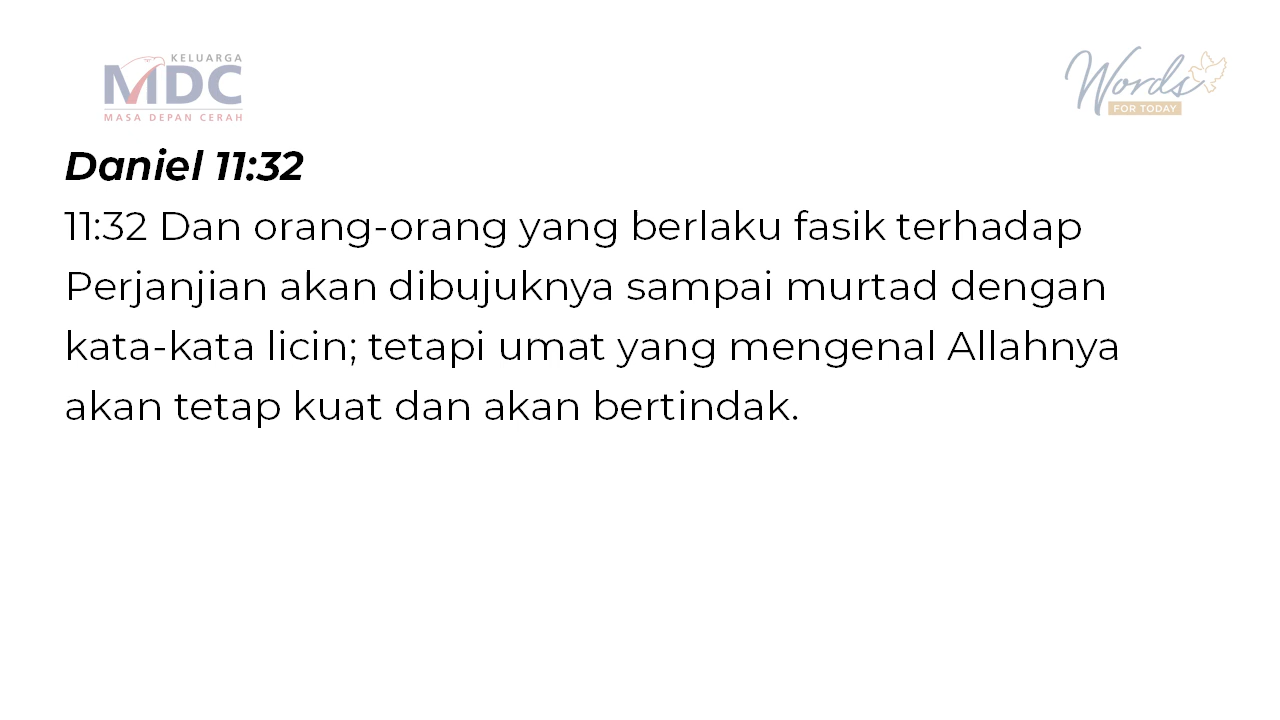 KELUARGA
MDC
MASA DEPAN CERAH
Words
FOR TODAY
Daniel 11:32
11:32 Dan orang-orang yang berlaku fasik terhadap
Perjanjian akan dibujuknya sampai murtad dengan
kata-kata licin; tetapi umat yang mengenal Allahnya
akan tetap kuat dan akan bertindak.